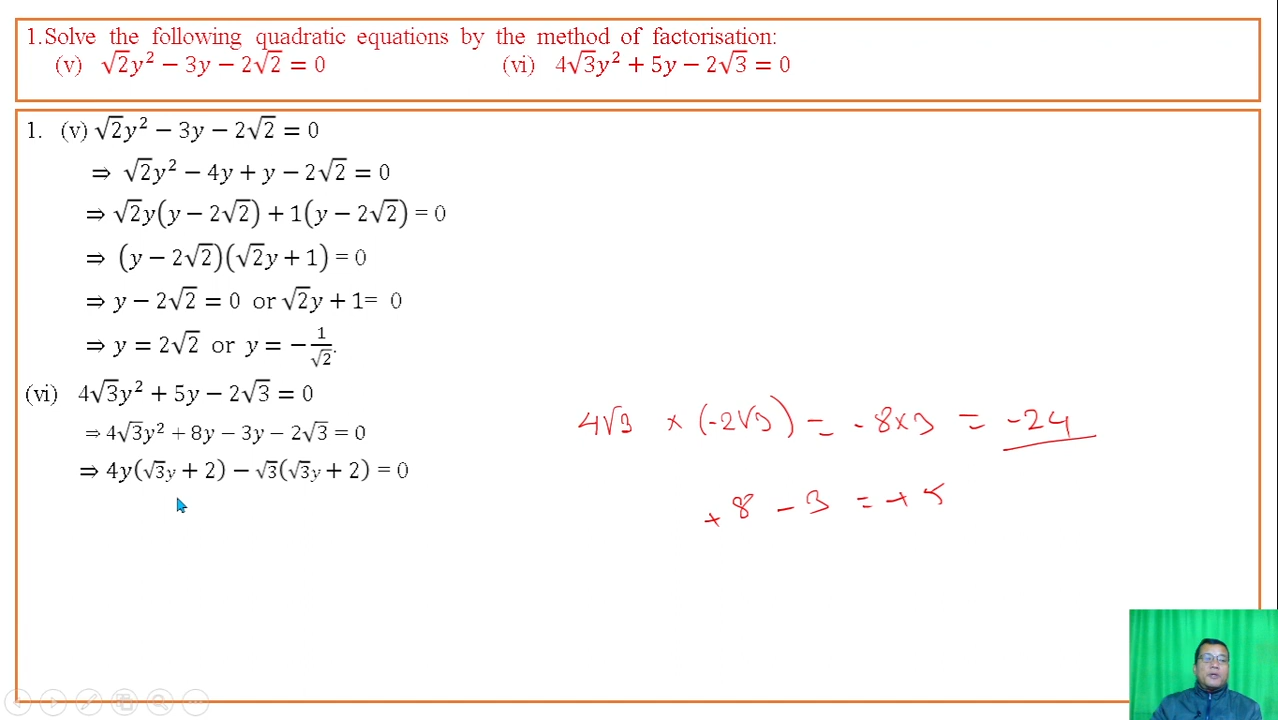 1.Solve the following quadratic equations by the method of factorisation:
(v) √2y² − 3y − 2√2 = 0 (vi) 4√3y² + 5y − 2√3 = 0
1. (v) √2y² − 3y − 2√2 = 0
⇒ √2y² − 4y + y − 2√2 = 0
⇒ √2y(y − 2√2) + 1(y − 2√2) = 0
⇒ (y − 2√2)(√2y + 1) = 0
⇒ y − 2√2 = 0 or √2y + 1= 0
⇒ y = 2√2 or y = −1/√2.
(vi) 4√3y² + 5y − 2√3 = 0
⇒ 4√3y² + 8y − 3y − 2√3 = 0
⇒ 4y(√3y + 2) − √3(√3y + 2) = 0
4√3 × (-2√3) = -8×3 = -24
+8 - 3 = +5